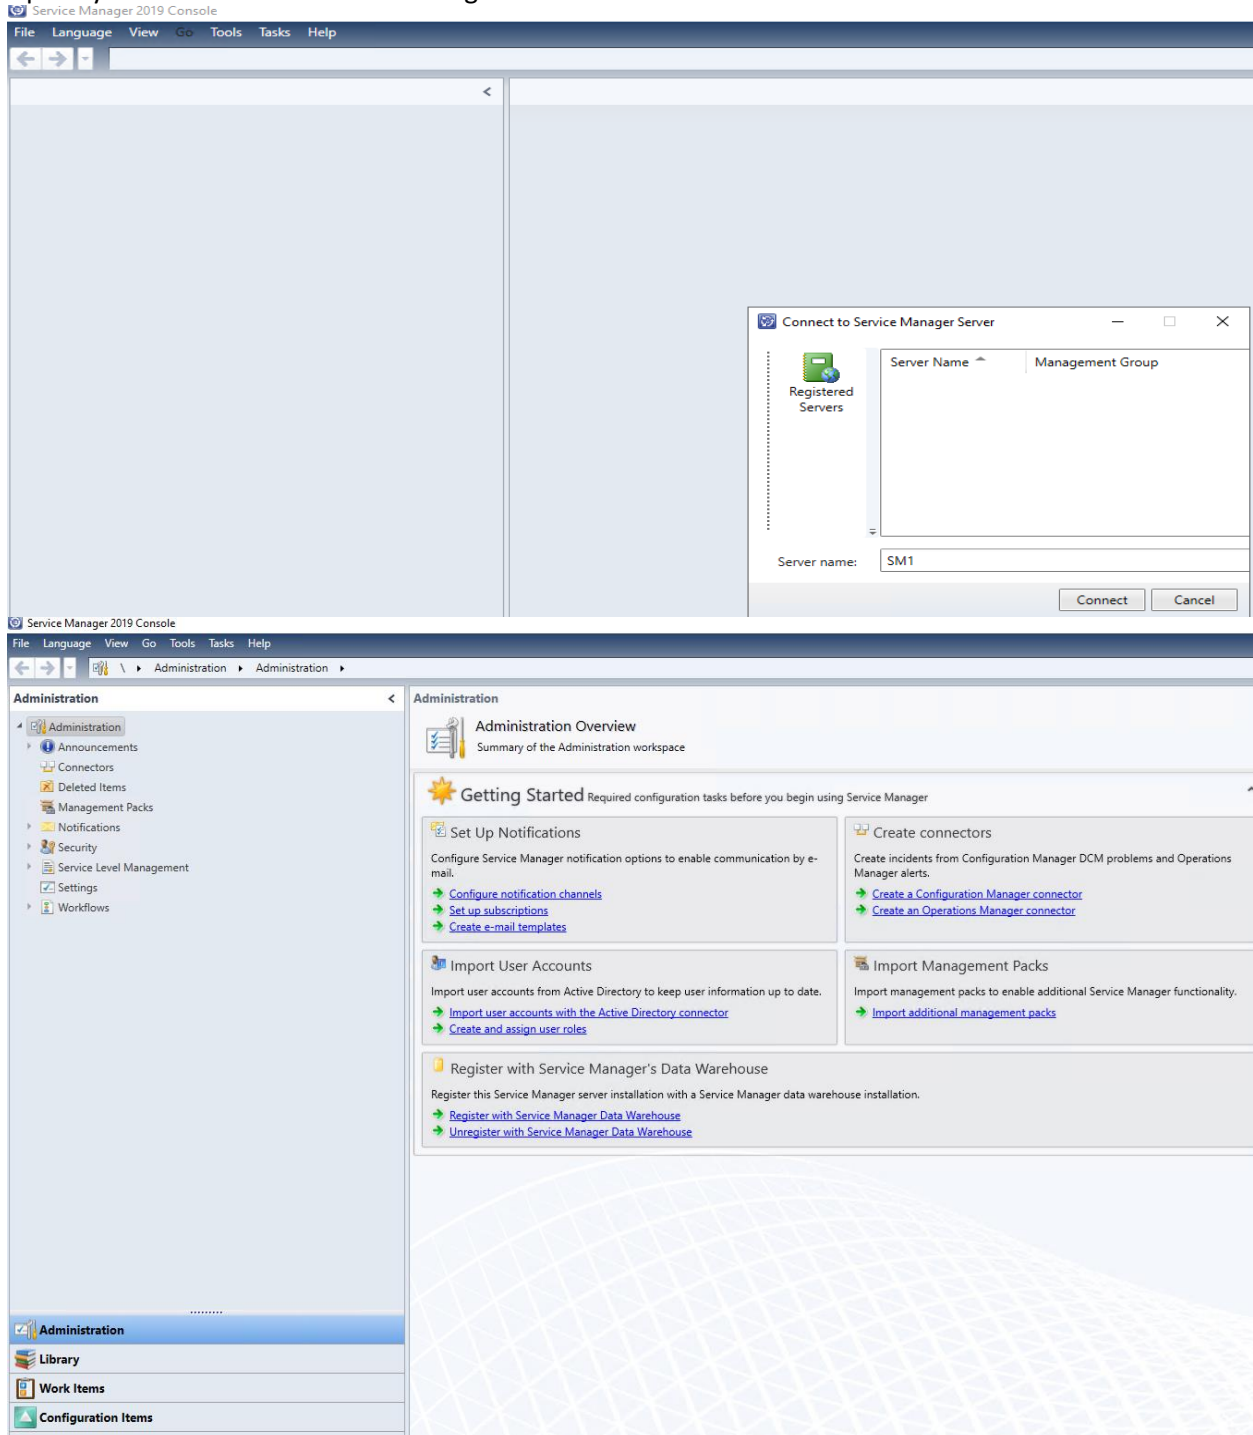 Service Manager 2019 Console
File Language View Go Tools Tasks Help
Connect to Service Manager Server
Server Name Management Group
Registered
Servers
Server name: SM1
Connect Cancel
Service Manager 2019 Console
File Language View Go Tools Tasks Help
\ Administration Administration
Administration
Administration
Announcements
Connectors
Deleted Items
Management Packs
Notifications
Security
Service Level Management
Settings
Workflows
Administration
Library
Work Items
Configuration Items
Administration
Administration Overview
Summary of the Administration workspace
Getting Started Required configuration tasks before you begin using Service Manager
Set Up Notifications
Configure Service Manager notification options to enable communication by e-
mail.
Configure notification channels
Set up subscriptions
Create e-mail templates
Create connectors
Create incidents from Configuration Manager DCM problems and Operations
Manager alerts.
Create a Configuration Manager connector
Create an Operations Manager connector
Import User Accounts
Import user accounts from Active Directory to keep user information up to date.
Import user accounts with the Active Directory connector
Create and assign user roles
Import Management Packs
Import management packs to enable additional Service Manager functionality.
Import additional management packs
Register with Service Manager's Data Warehouse
Register this Service Manager server installation with a Service Manager data warehouse installation.
Register with Service Manager Data Warehouse
Unregister with Service Manager Data Warehouse